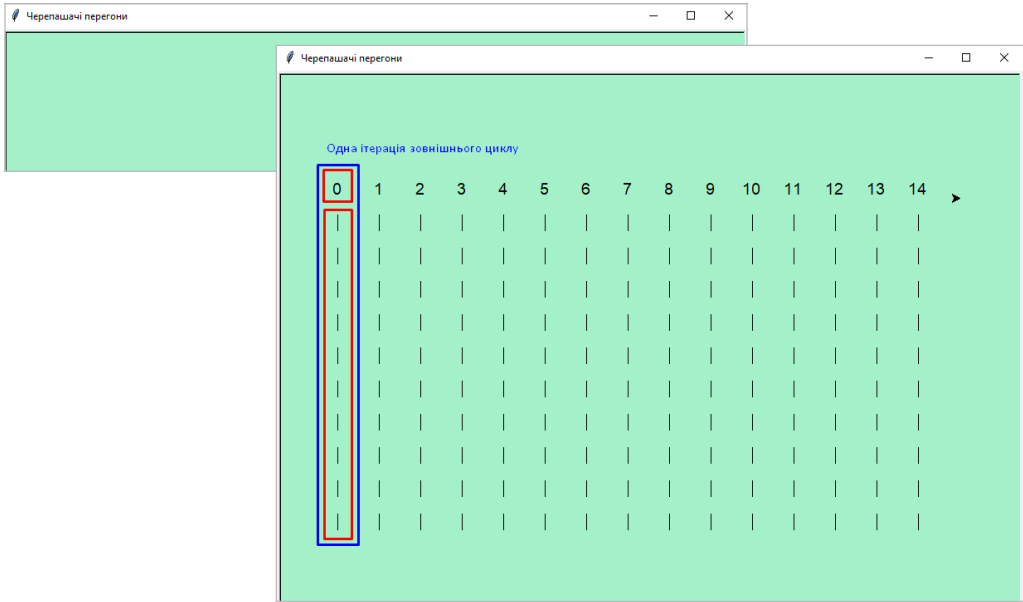 Черепашачі перегони
Черепашачі перегони
Одна ітерація зовнішнього циклу
0 1 2 3 4 5 6 7 8 9 10 11 12 13 14